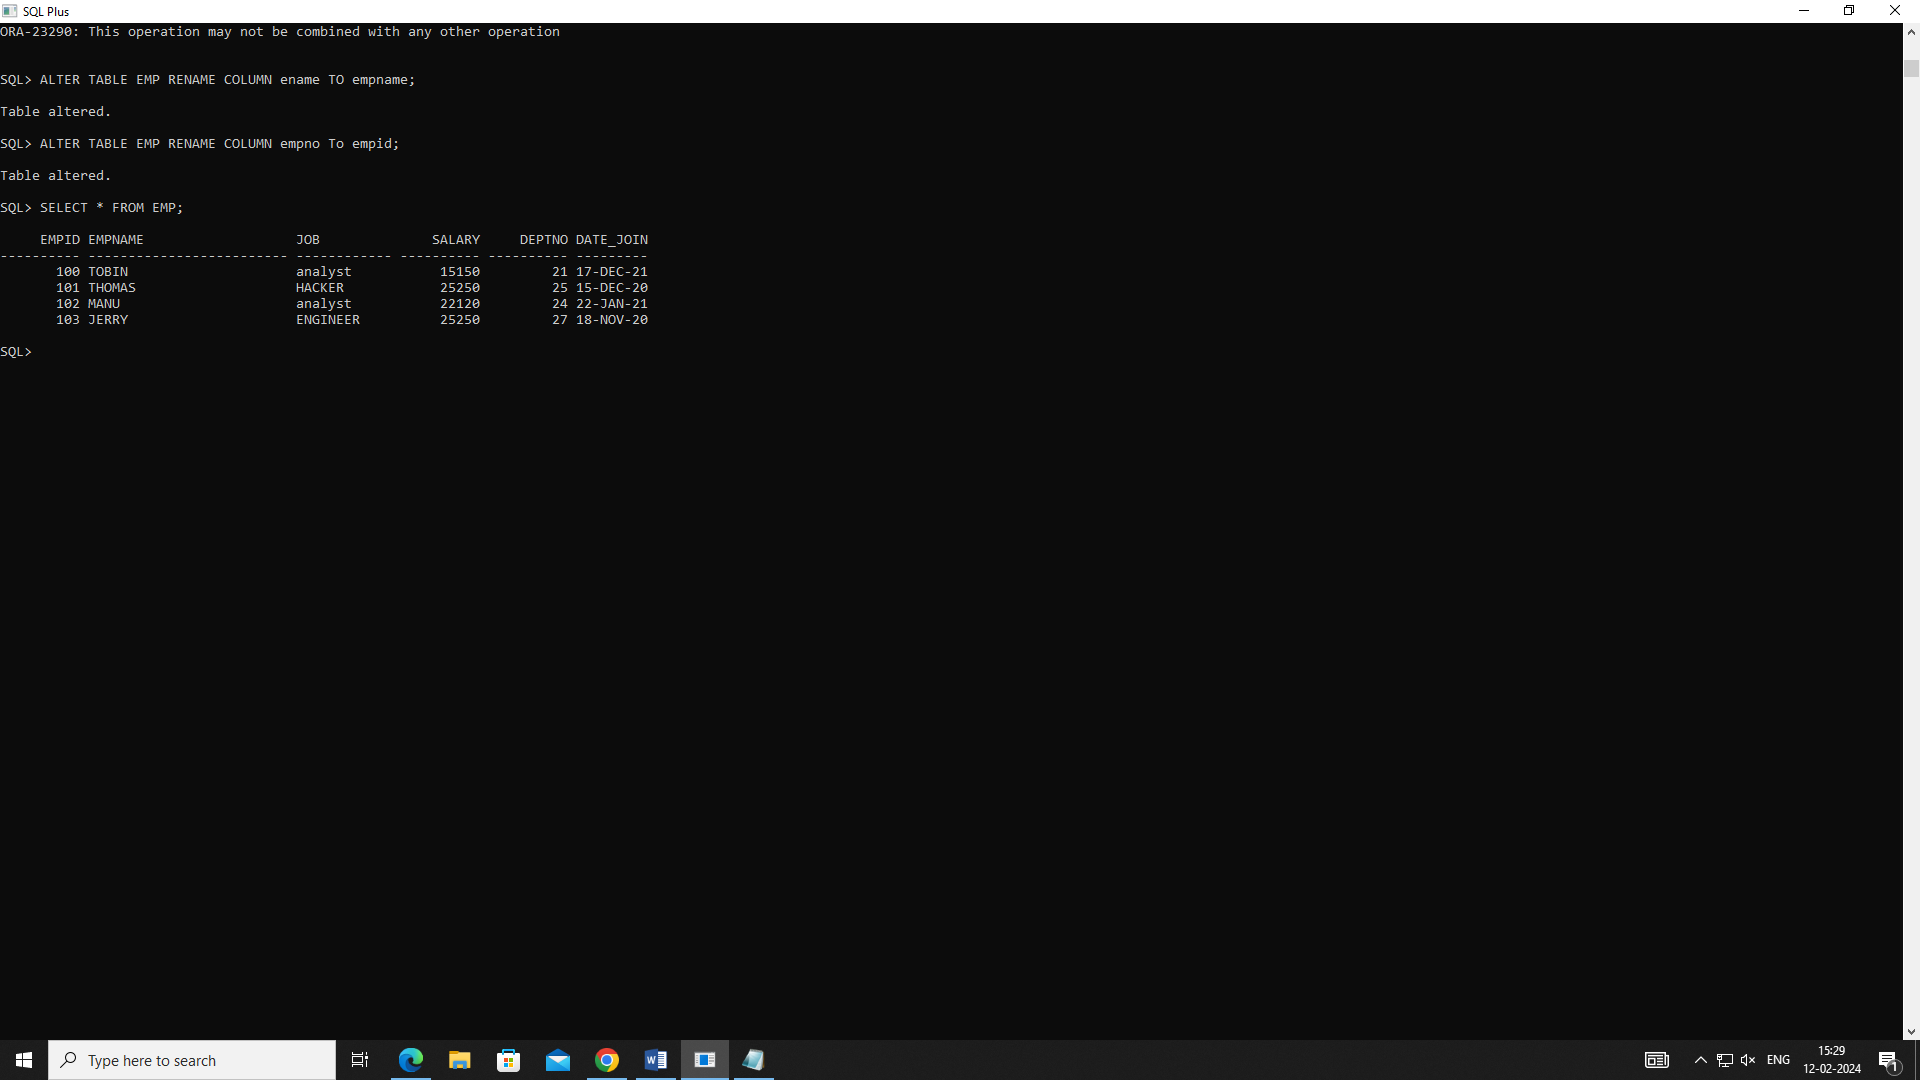 SQL Plus
ORA-23290: This operation may not be combined with any other operation
SQL> ALTER TABLE EMP RENAME COLUMN ename TO empname;
Table altered.
SQL> ALTER TABLE EMP RENAME COLUMN empno To empid;
Table altered.
SQL> SELECT * FROM EMP;
     EMPID EMPNAME                   JOB              SALARY     DEPTNO DATE_JOIN
---------- ------------------------- ------------ ---------- ---------- ---------
       100 TOBIN                     analyst           15150         21 17-DEC-21
       101 THOMAS                    HACKER            25250         25 15-DEC-20
       102 MANU                      analyst           22120         24 22-JAN-21
       103 JERRY                     ENGINEER          25250         27 18-NOV-20
SQL>
Type here to search
W
ENG
15:29
12-02-2024
1